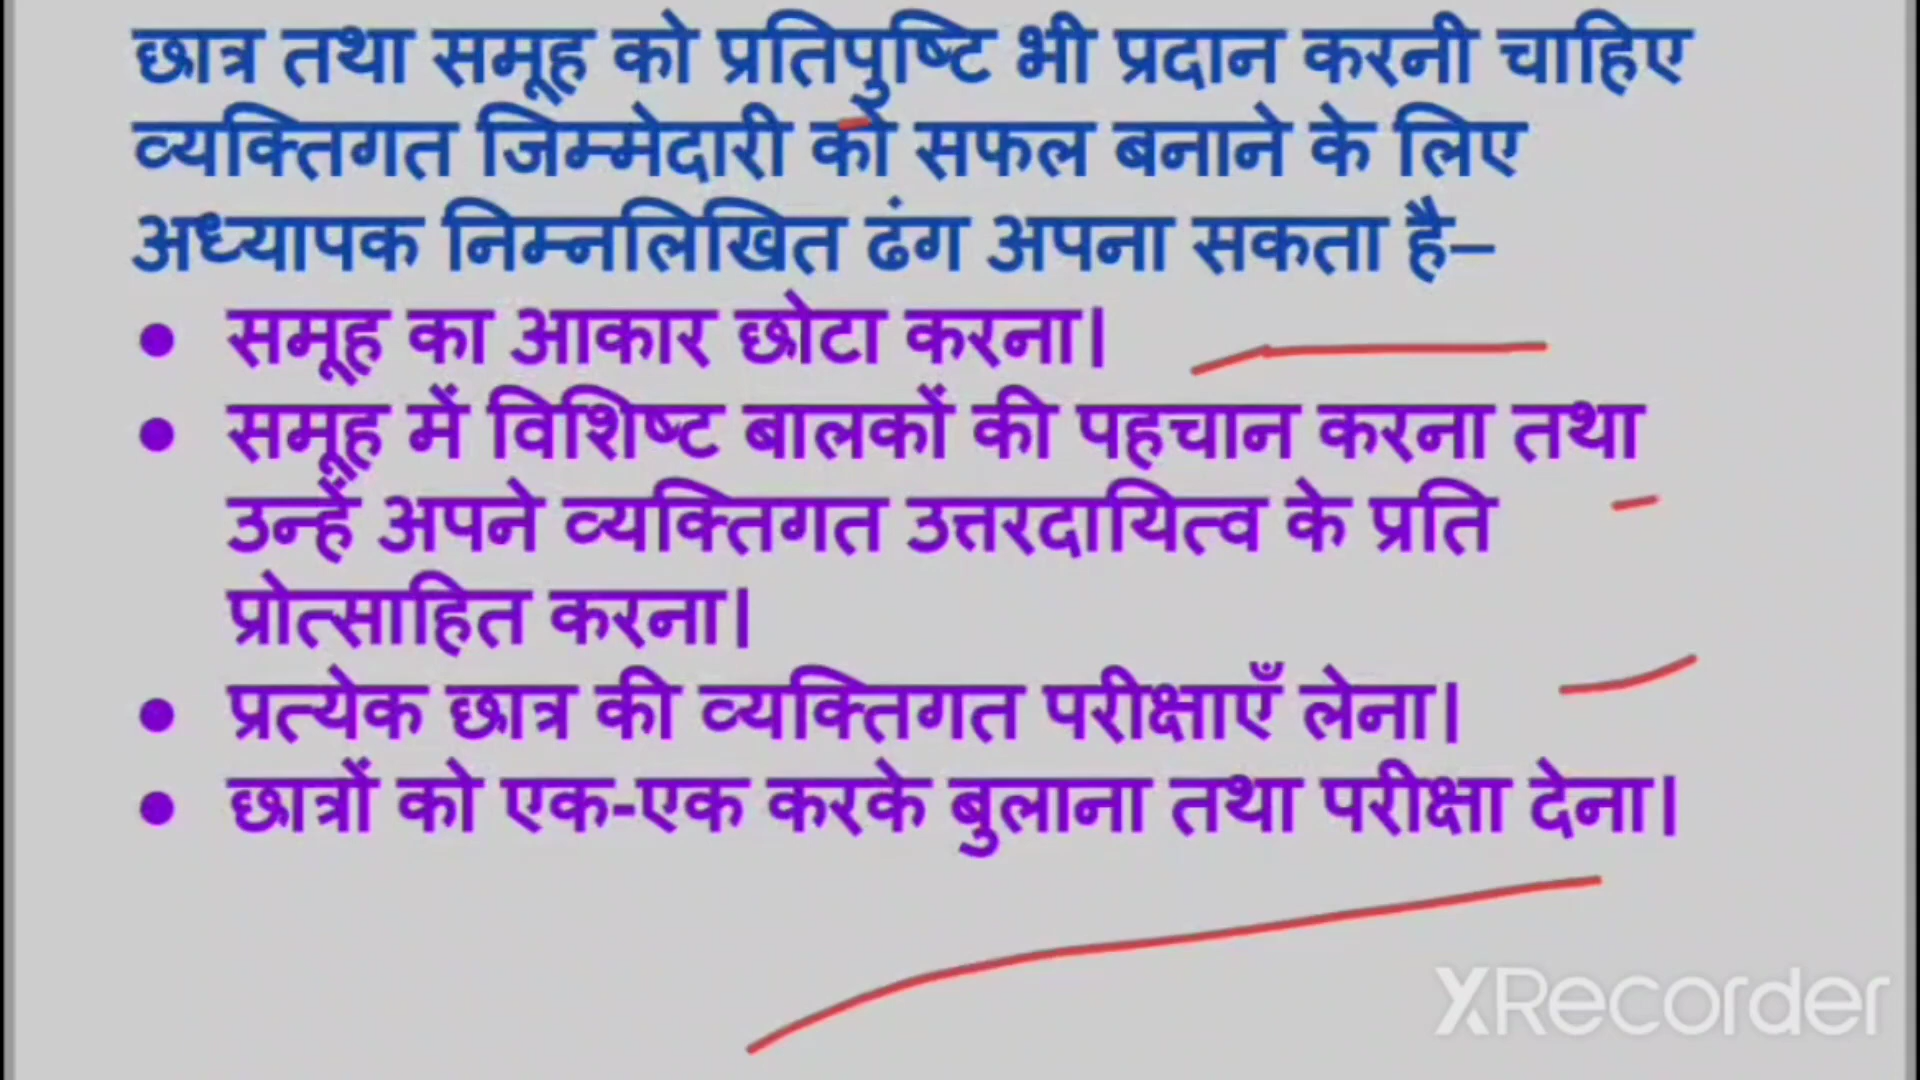 छात्र तथा समूह को प्रतिपुष्टि भी प्रदान करनी चाहिए
व्यक्तिगत जिम्मेदारी को सफल बनाने के लिए
अध्यापक निम्नलिखित ढंग अपना सकता है–
● समूह का आकार छोटा करना।
● समूह में विशिष्ट बालकों की पहचान करना तथा
उन्हें अपने व्यक्तिगत उत्तरदायित्व के प्रति
प्रोत्साहित करना।
● प्रत्येक छात्र की व्यक्तिगत परीक्षाएँ लेना।
● छात्रों को एक-एक करके बुलाना तथा परीक्षा देना।
XRecorder